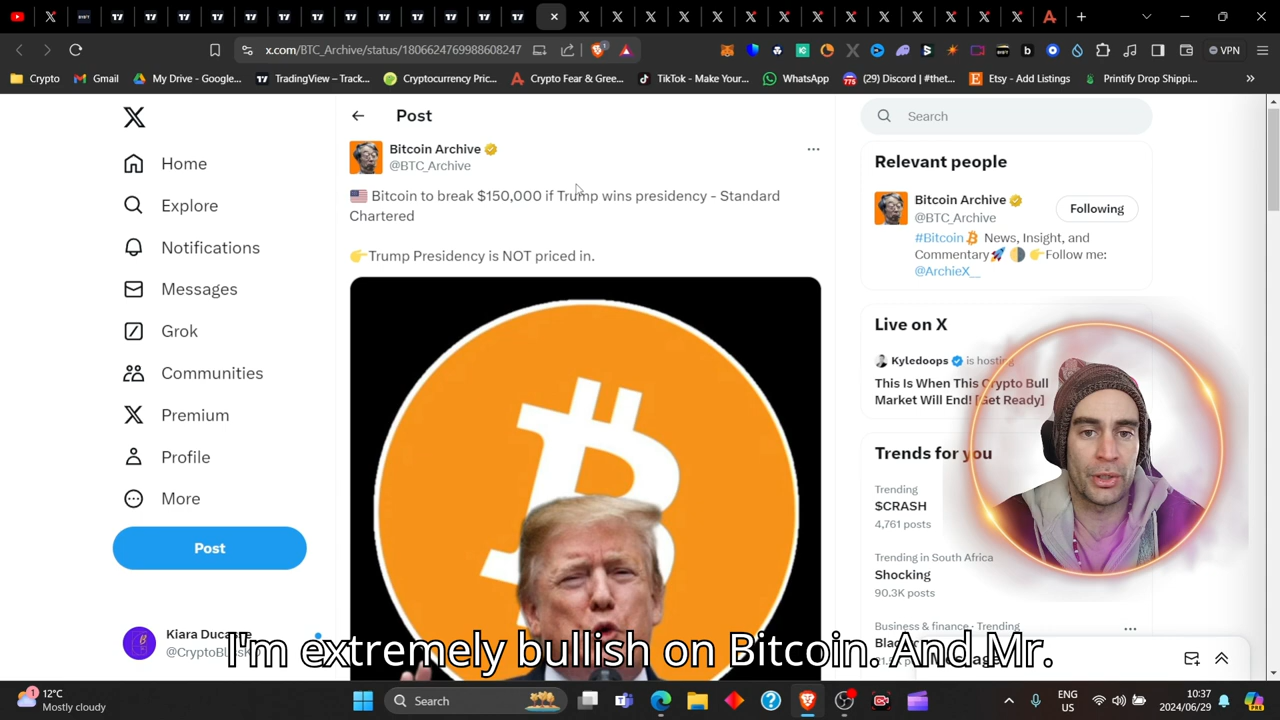 x.com/BTC_Archive/status/1806624769988608247
1
VPN
Crypto
Gmail
My Drive - Google...
TradingView – Track...
Cryptocurrency Pric...
Crypto Fear & Gree...
TikTok - Make Your...
WhatsApp
(29) Discord | #thet...
Etsy - Add Listings
Printify Drop Shippi...
Home
Explore
Notifications
Messages
Grok
Communities
Premium
Profile
More
Post
Kiara Ducasse
Post
Bitcoin Archive
@BTC_Archive
Bitcoin to break $150,000 if Trump wins presidency - Standard
Chartered
Trump Presidency is NOT priced in.
Search
Relevant people
Bitcoin Archive
@BTC_Archive
Following
#Bitcoin News, Insight, and
Commentary Follow me:
@ArchieX__
Live on X
Kyledoops is hosting
This Is When This Crypto Bull
Market Will End! [Get Ready]
Trends for you
Trending
$CRASH
4,761 posts
Trending in South Africa
Shocking
90.3K posts
Business & finance · Trending
I'm extremely bullish on Bitcoin. And Mr.
1
12°C
Mostly cloudy
Search
ENG
US
10:37
2024/06/29